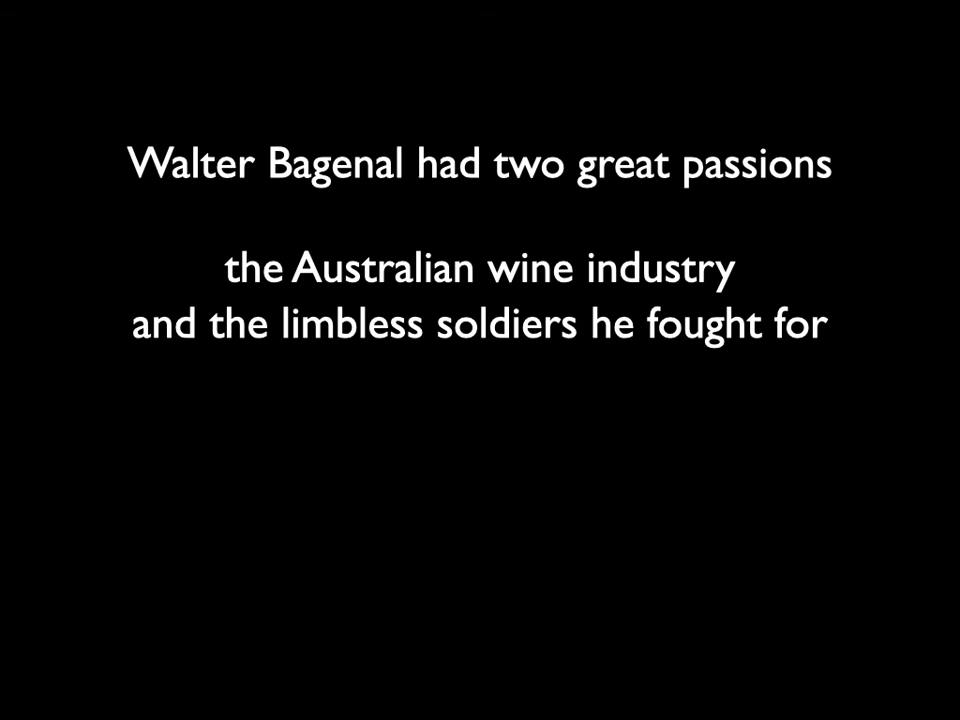 Walter Bagenal had two great passions
the Australian wine industry
and the limbless soldiers he fought for